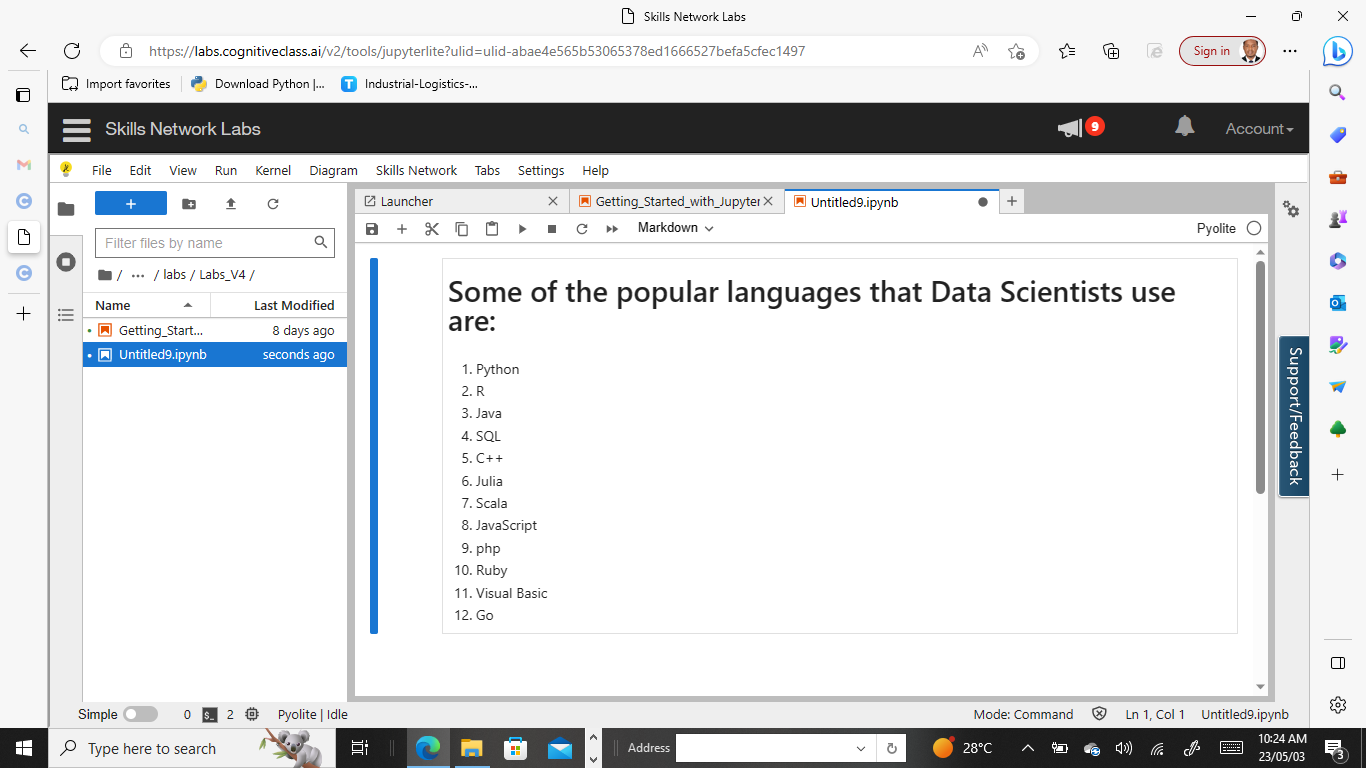 Skills Network Labs
https://labs.cognitiveclass.ai/v2/tools/jupyterlite?ulid=ulid-abae4e565b53065378ed1666527befa5cfec1497
Sign in
Import favorites
Download Python |...
Industrial-Logistics-...
Skills Network Labs
9
Account
File Edit View Run Kernel Diagram Skills Network Tabs Settings Help
Launcher
Getting_Started_with_Jupyter
Untitled9.ipynb
Markdown
Pyolite
Filter files by name
/ ... / labs / Labs_V4 /
Name Last Modified
Getting_Start... 8 days ago
Untitled9.ipynb seconds ago
Some of the popular languages that Data Scientists use
are:
1. Python
2. R
3. Java
4. SQL
5. C++
6. Julia
7. Scala
8. JavaScript
9. php
10. Ruby
11. Visual Basic
12. Go
Support/Feedback
Simple 0 $_ 2 Pyolite | Idle
Mode: Command Ln 1, Col 1 Untitled9.ipynb
Type here to search
Address
28°C
10:24 AM
23/05/03
3